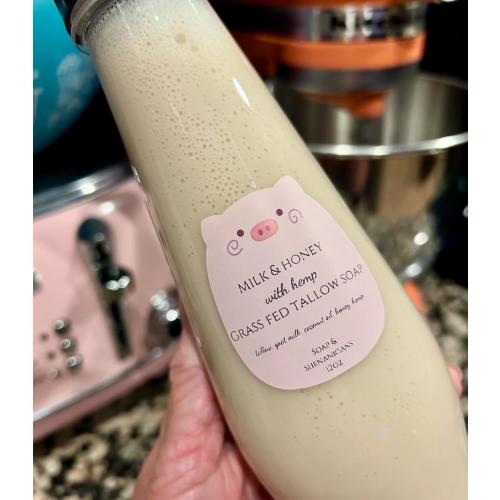 MILK & HONEY
with hemp
GRASS FED TALLOW SOAP
tallow, goat milk, coconut oil, honey, hemp
SOAP &
SHENANIGANS
12OZ